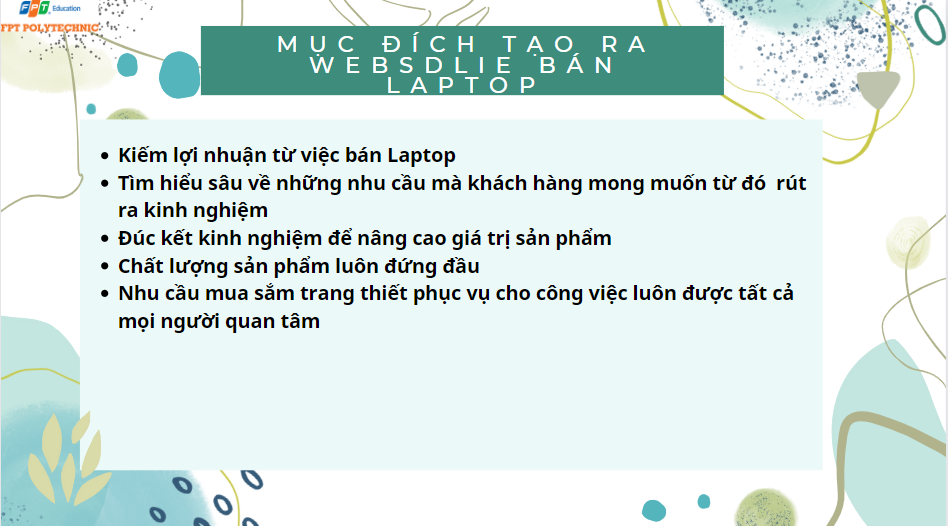 FPT Education
FPT POLYTECHNIC
MỤC ĐÍCH TẠO RA
WEBSDLIE BÁN
LAPTOP
• Kiếm lợi nhuận từ việc bán Laptop
• Tìm hiểu sâu về những nhu cầu mà khách hàng mong muốn từ đó rút
ra kinh nghiệm
• Đúc kết kinh nghiệm để nâng cao giá trị sản phẩm
• Chất lượng sản phẩm luôn đứng đầu
• Nhu cầu mua sắm trang thiết phục vụ cho công việc luôn được tất cả
mọi người quan tâm